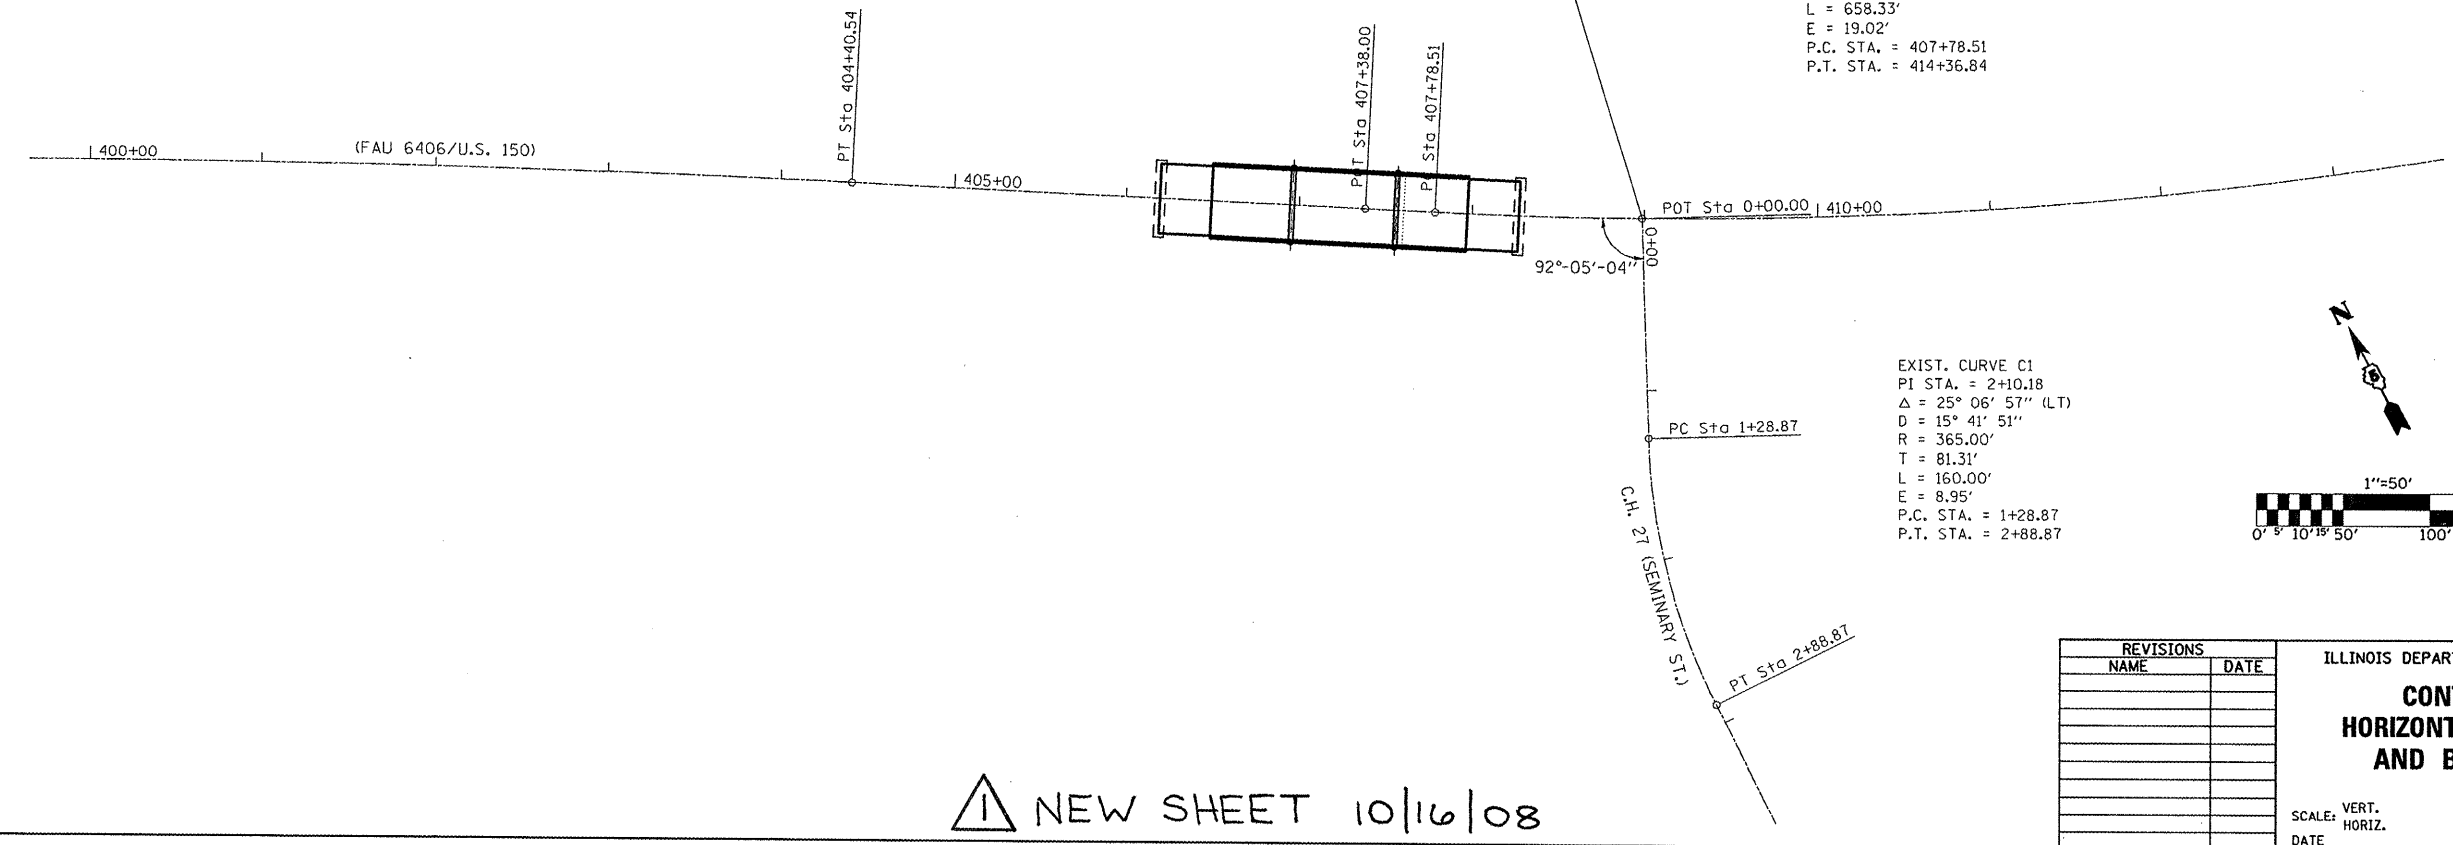 L = 658.33'
E = 19.02'
P.C. STA. = 407+78.51
P.T. STA. = 414+36.84
PT Sta 404+40.54
Sta 407+38.00
Sta 407+78.51
400+00
(FAU 6406/U.S. 150)
405+00
POT Sta 0+00.00
410+00
0+00
92°-05'-04"
N
5
EXIST. CURVE C1
PI STA. = 2+10.18
Δ = 25° 06' 57" (LT)
D = 15° 41' 51"
R = 365.00'
T = 81.31'
L = 160.00'
E = 8.95'
P.C. STA. = 1+28.87
P.T. STA. = 2+88.87
PC Sta 1+28.87
C.H. 27 (SEMINARY ST.)
PT Sta 2+88.87
1"=50'
0' 5' 10' 15' 50' 100'
REVISIONS
NAME DATE
ILLINOIS DEPAR
CON
HORIZONT
AND B
SCALE: VERT.
HORIZ.
DATE
1 NEW SHEET 10/16/08